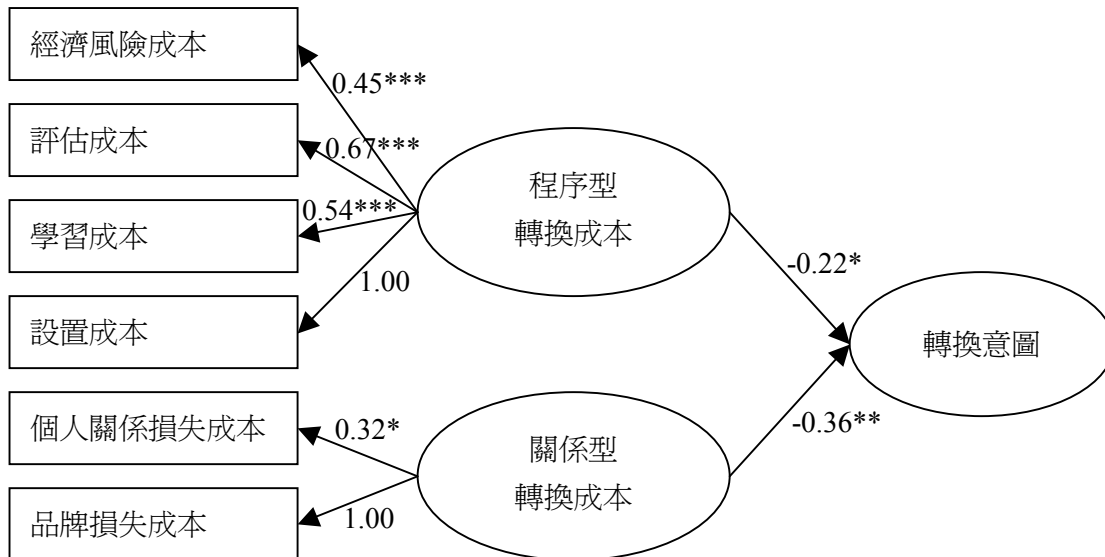 經濟風險成本
0.45***
評估成本
0.67***
程序型
轉換成本
學習成本
0.54***
-0.22*
1.00
設置成本
轉換意圖
個人關係損失成本
0.32*
關係型
轉換成本
-0.36**
品牌損失成本
1.00